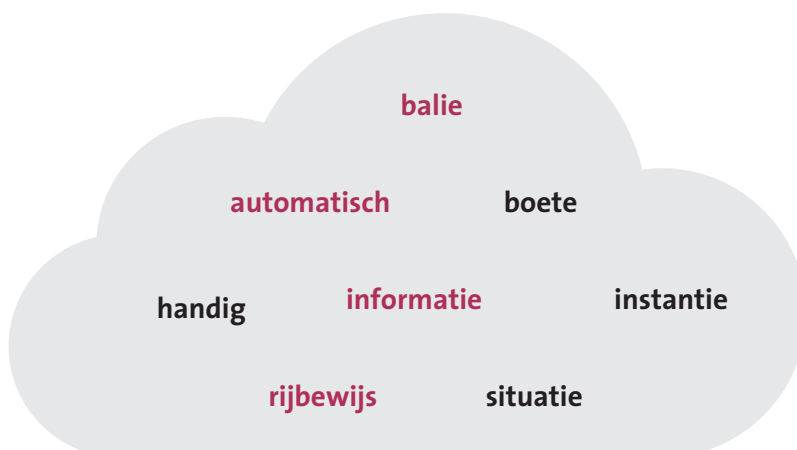 balie
automatisch boete
handig informatie instantie
rijbewijs situatie